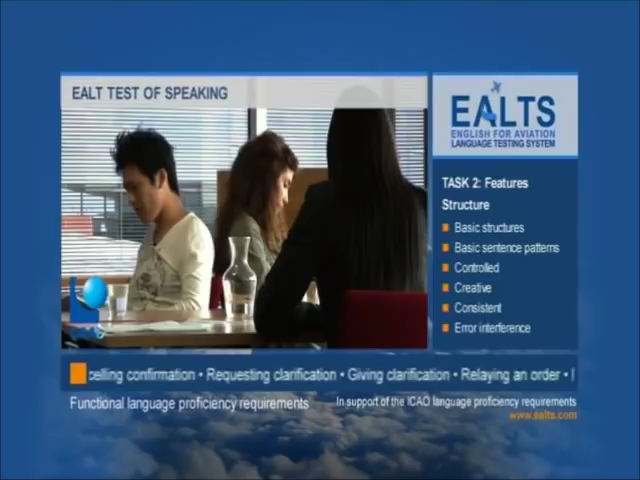 EALT TEST OF SPEAKING
EALTS
ENGLISH FOR AVIATION
LANGUAGE TESTING SYSTEM
TASK 2: Features
Structure
Basic structures
Basic sentence patterns
Controlled
Creative
Consistent
Error interference
celling confirmation • Requesting clarification • Giving clarification • Relaying an order •
Functional language proficiency requirements
In support of the ICAO language proficiency requirements
www.ealts.com